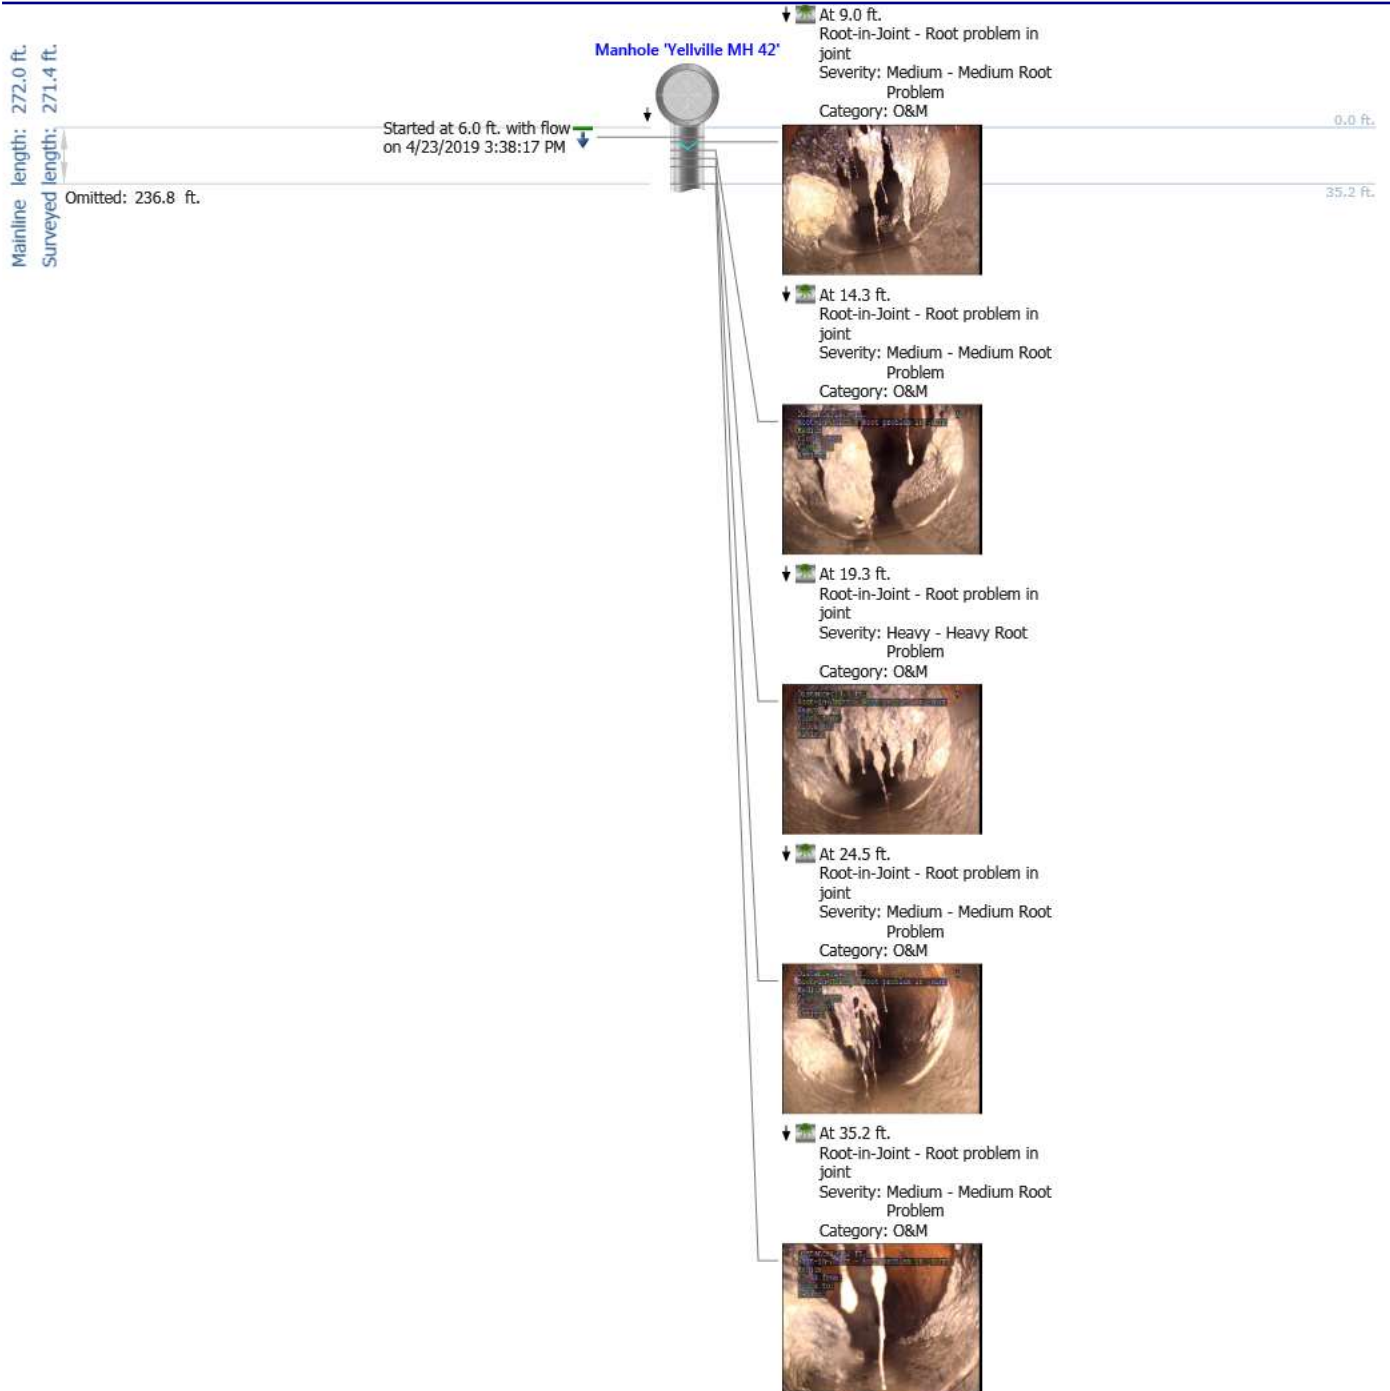 Mainline length: 272.0 ft.
Surveyed length: 271.4 ft.
Manhole 'Yellville MH 42'
Started at 6.0 ft. with flow
on 4/23/2019 3:38:17 PM
0.0 ft.
35.2 ft.
Omitted: 236.8 ft.
At 9.0 ft.
Root-in-Joint - Root problem in
joint
Severity: Medium - Medium Root
Problem
Category: O&M
At 14.3 ft.
Root-in-Joint - Root problem in
joint
Severity: Medium - Medium Root
Problem
Category: O&M
At 19.3 ft.
Root-in-Joint - Root problem in
joint
Severity: Heavy - Heavy Root
Problem
Category: O&M
At 24.5 ft.
Root-in-Joint - Root problem in
joint
Severity: Medium - Medium Root
Problem
Category: O&M
At 35.2 ft.
Root-in-Joint - Root problem in
joint
Severity: Medium - Medium Root
Problem
Category: O&M